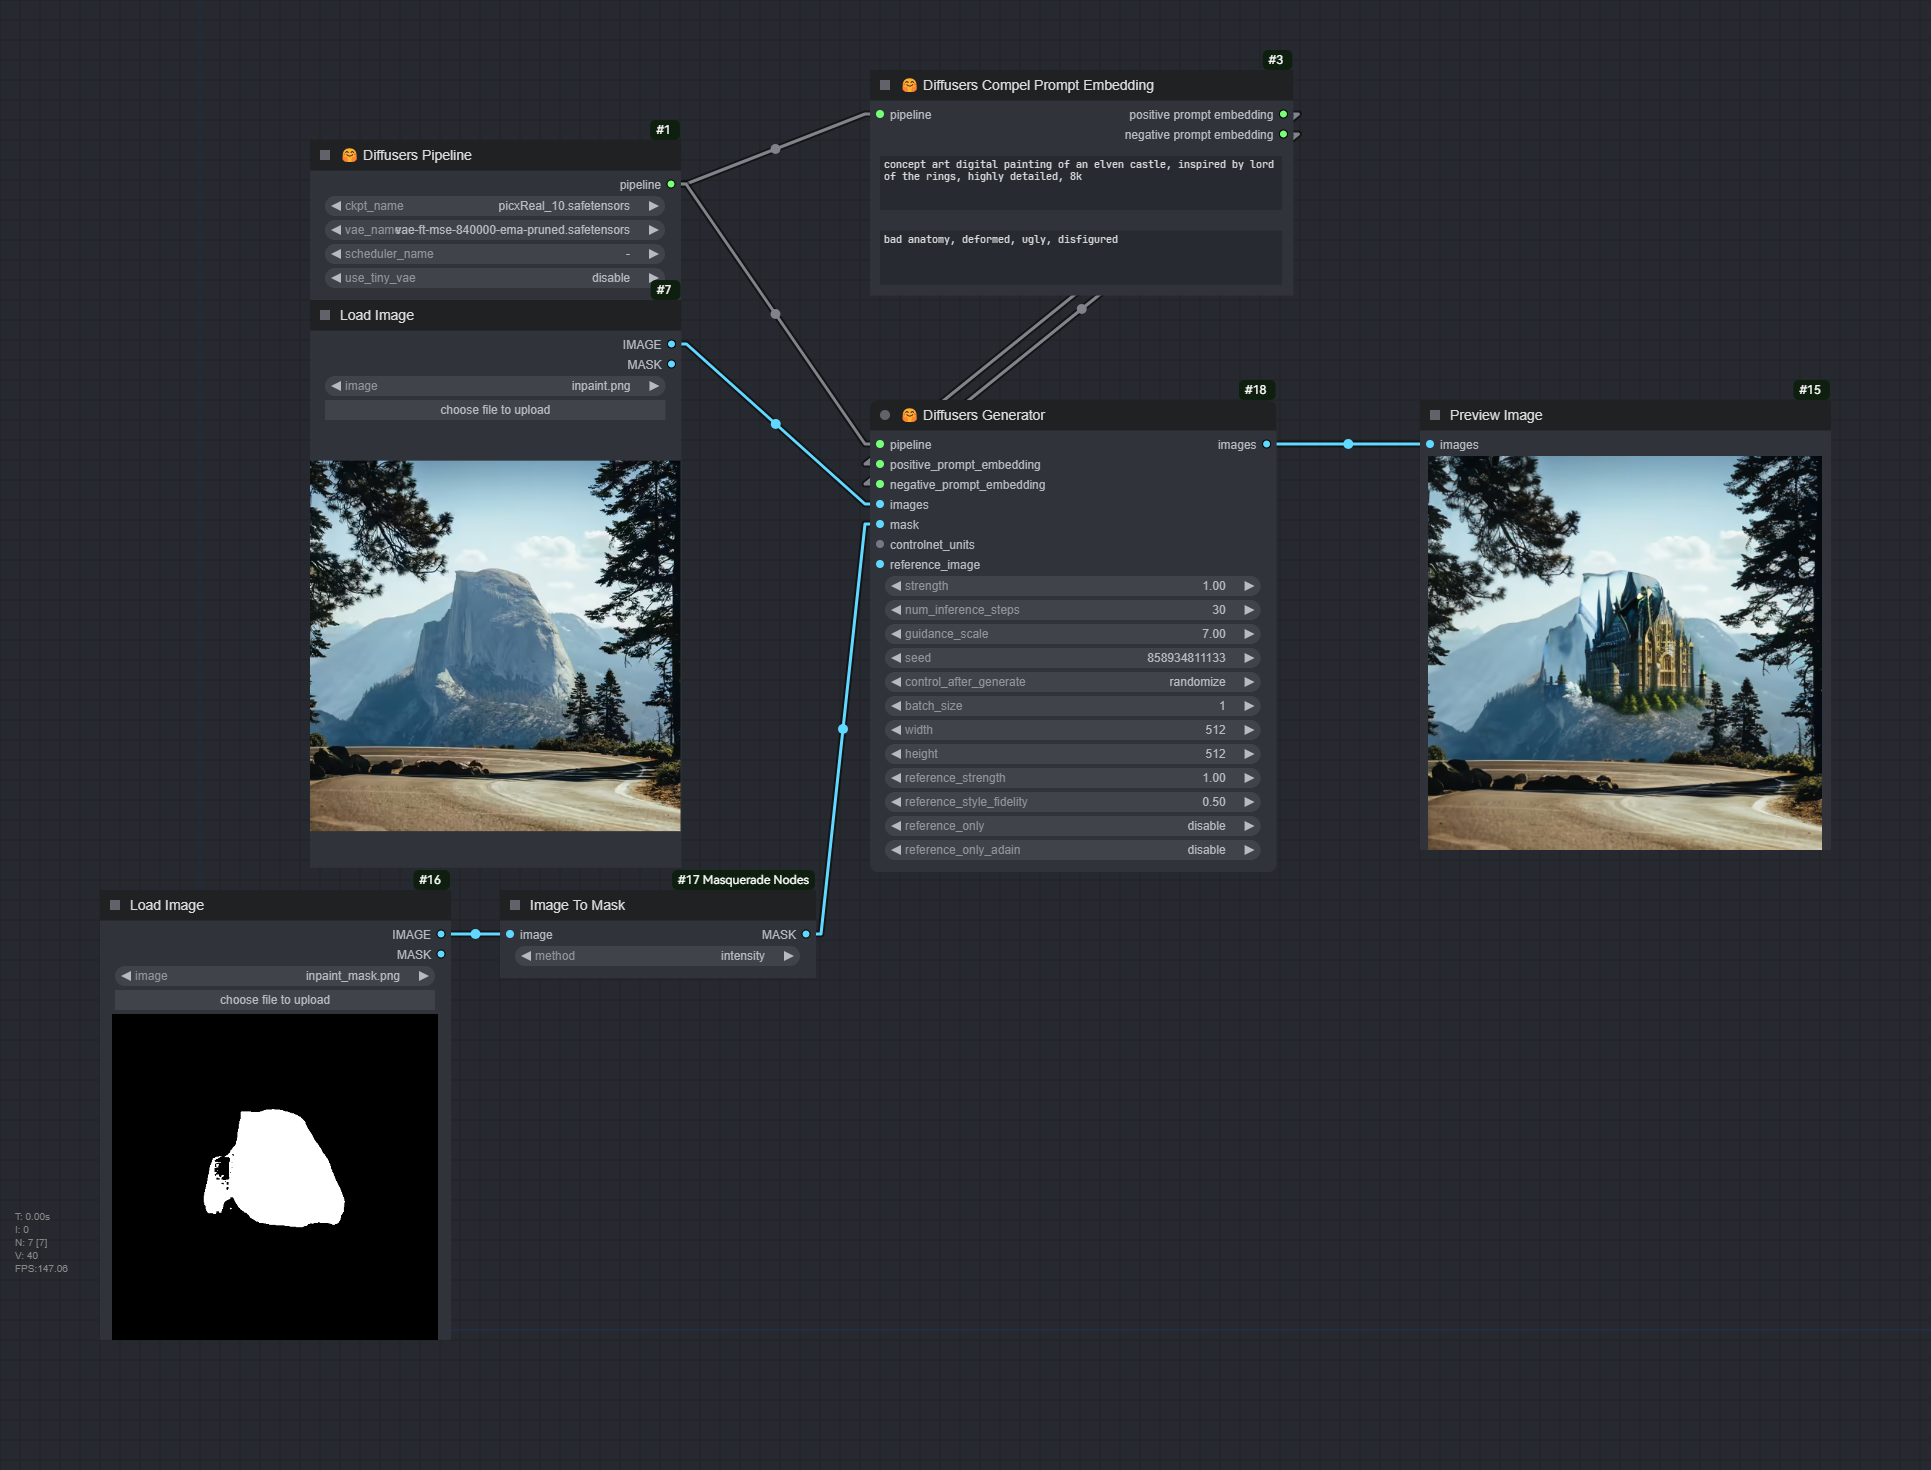 #3
Diffusers Compel Prompt Embedding
pipeline
positive prompt embedding
negative prompt embedding
concept art digital painting of an elven castle, inspired by lord
of the rings, highly detailed, 8k
bad anatomy, deformed, ugly, disfigured
#1
Diffusers Pipeline
pipeline
ckpt_name picxReal_10.safetensors
vae_name vae-ft-mse-840000-ema-pruned.safetensors
scheduler_name -
use_tiny_vae disable
#7
Load Image
IMAGE
MASK
image inpaint.png
choose file to upload
#18
Diffusers Generator
pipeline images
positive_prompt_embedding
negative_prompt_embedding
images
mask
controlnet_units
reference_image
strength 1.00
num_inference_steps 30
guidance_scale 7.00
seed 858934811133
control_after_generate randomize
batch_size 1
width 512
height 512
reference_strength 1.00
reference_style_fidelity 0.50
reference_only disable
reference_only_adain disable
#15
Preview Image
images
#16
Load Image
IMAGE
MASK
image inpaint_mask.png
choose file to upload
#17 Masquerade Nodes
Image To Mask
image MASK
method intensity
T: 0.00s
I: 0
N: 7 [7]
V: 40
FPS:147.06